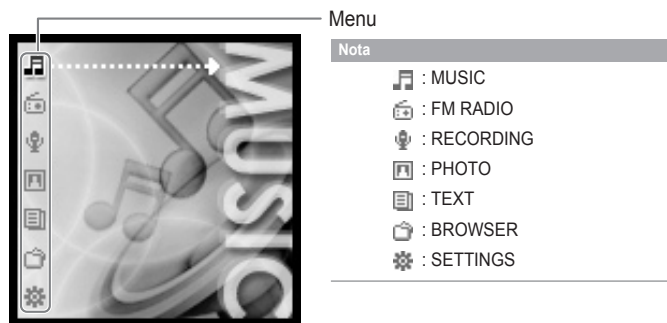 Menu
Nota
: MUSIC
: FM RADIO
: RECORDING
: PHOTO
: TEXT
: BROWSER
: SETTINGS
MUSIC